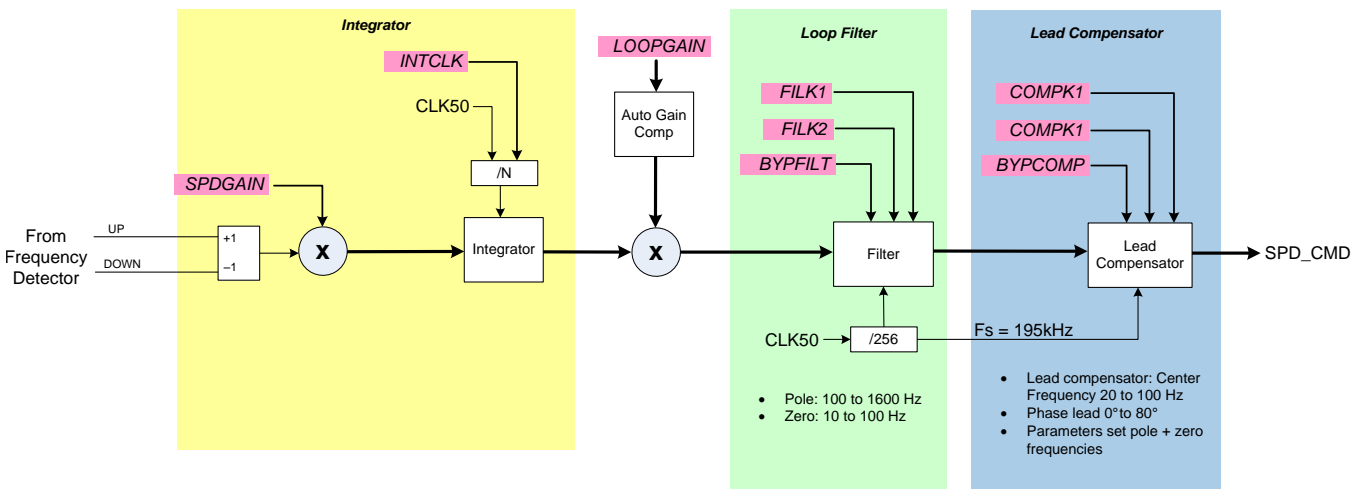 Integrator
Loop Filter
Lead Compensator
LOOPGAIN
INTCLK
CLK50
/N
Auto Gain
Comp
FILK1
FILK2
BYPFILT
COMPK1
COMPK1
BYPCOMP
SPDGAIN
From
Frequency
Detector
UP
DOWN
+1
–1
X
Integrator
X
Filter
Lead
Compensator
SPD_CMD
CLK50
/256
Fs = 195kHz
• Pole: 100 to 1600 Hz
• Zero: 10 to 100 Hz
• Lead compensator: Center
Frequency 20 to 100 Hz
• Phase lead 0° to 80°
• Parameters set pole + zero
frequencies